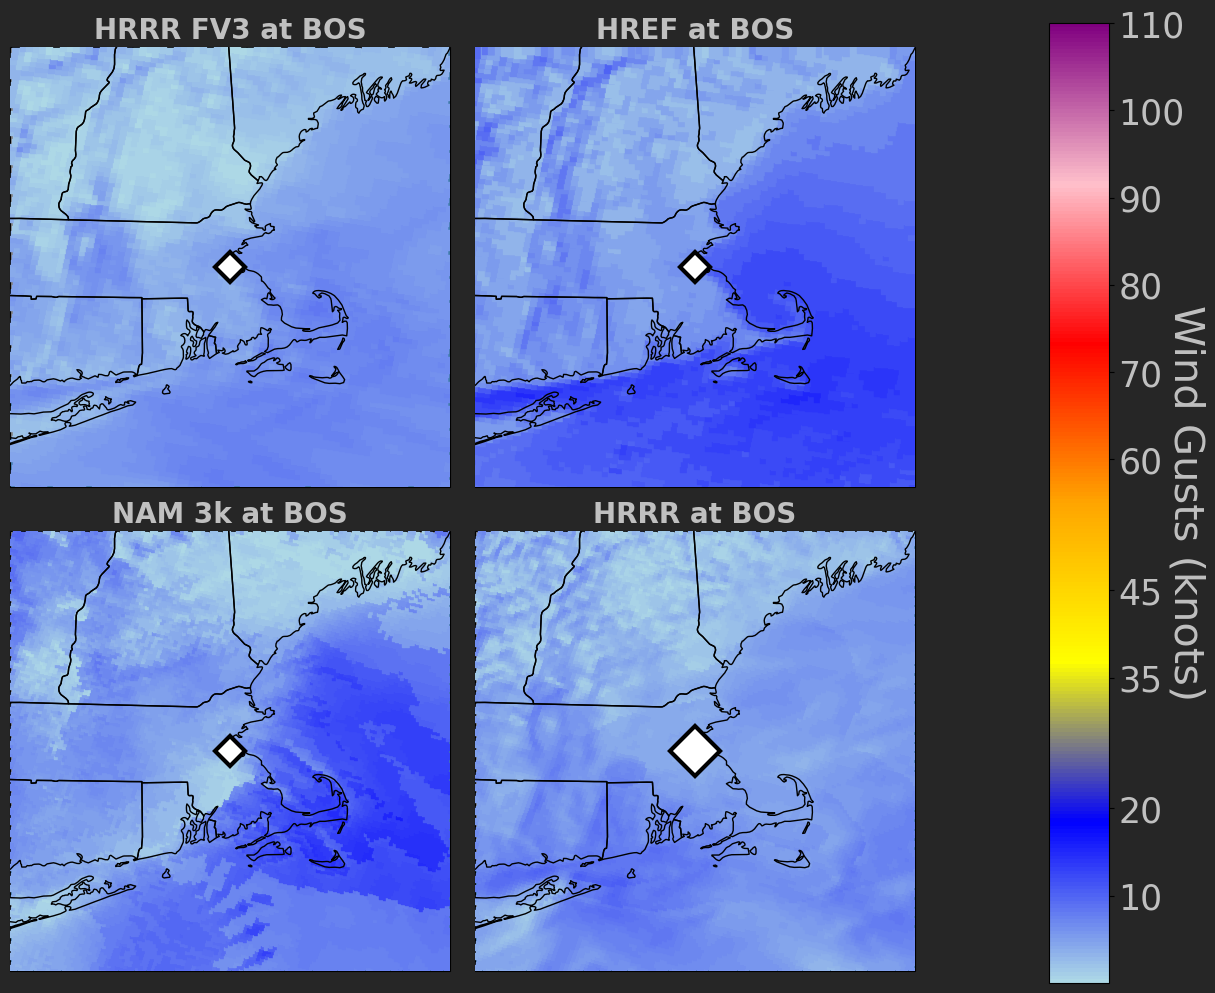 HRRR FV3 at BOS
HREF at BOS
NAM 3k at BOS
HRRR at BOS
110
100
90
80
70
60
45
35
20
10
Wind Gusts (knots)